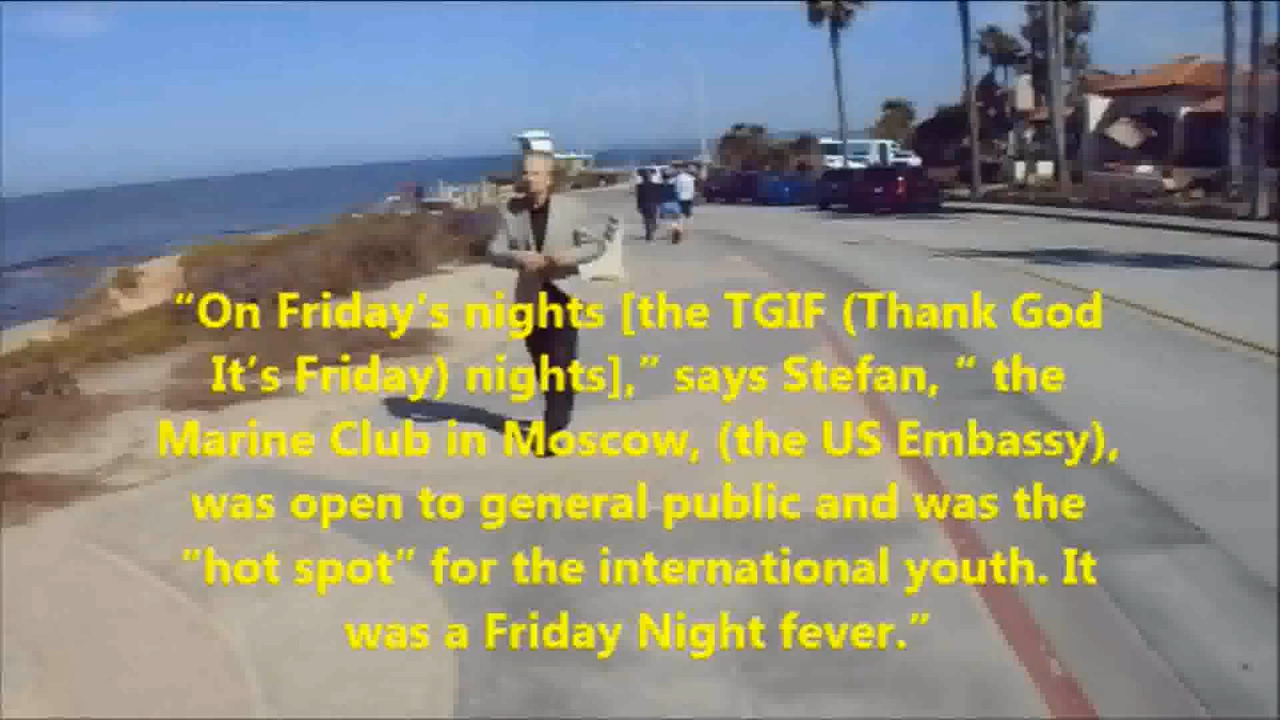 “On Friday’s nights [the TGIF (Thank God
It’s Friday) nights],” says Stefan, “ the
Marine Club in Moscow, (the US Embassy),
was open to general public and was the
“hot spot” for the international youth. It
was a Friday Night fever.”